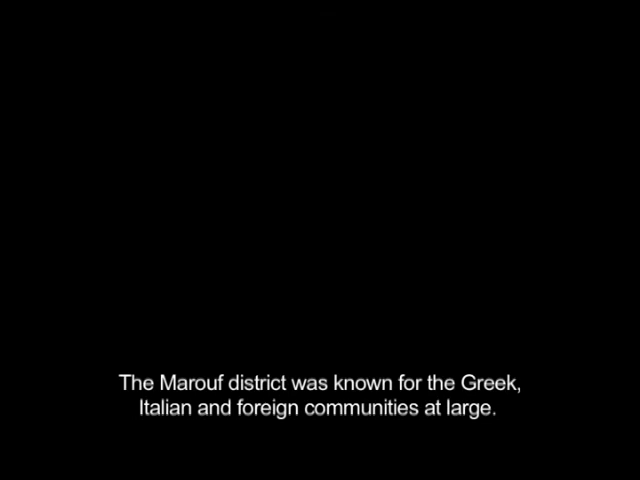 The Marouf district was known for the Greek,
Italian and foreign communities at large.